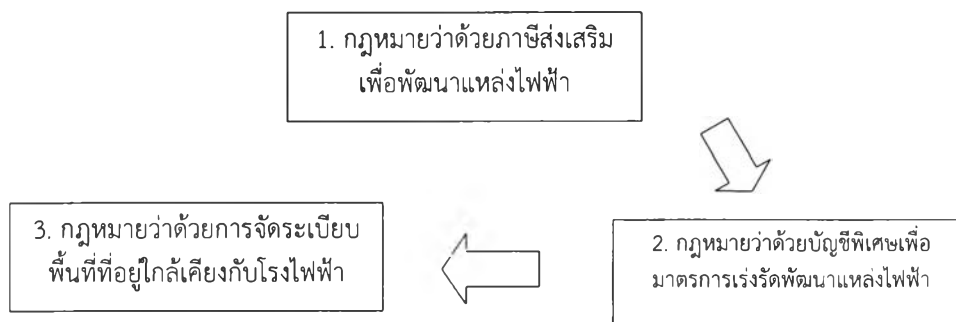 1. กฎหมายว่าด้วยภาษีส่งเสริม
เพื่อพัฒนาแหล่งไฟฟ้า
2. กฎหมายว่าด้วยบัญชีพิเศษเพื่อ
มาตรการเร่งรัดพัฒนาแหล่งไฟฟ้า
3. กฎหมายว่าด้วยการจัดระเบียบ
พื้นที่ที่อยู่ใกล้เคียงกับโรงไฟฟ้า